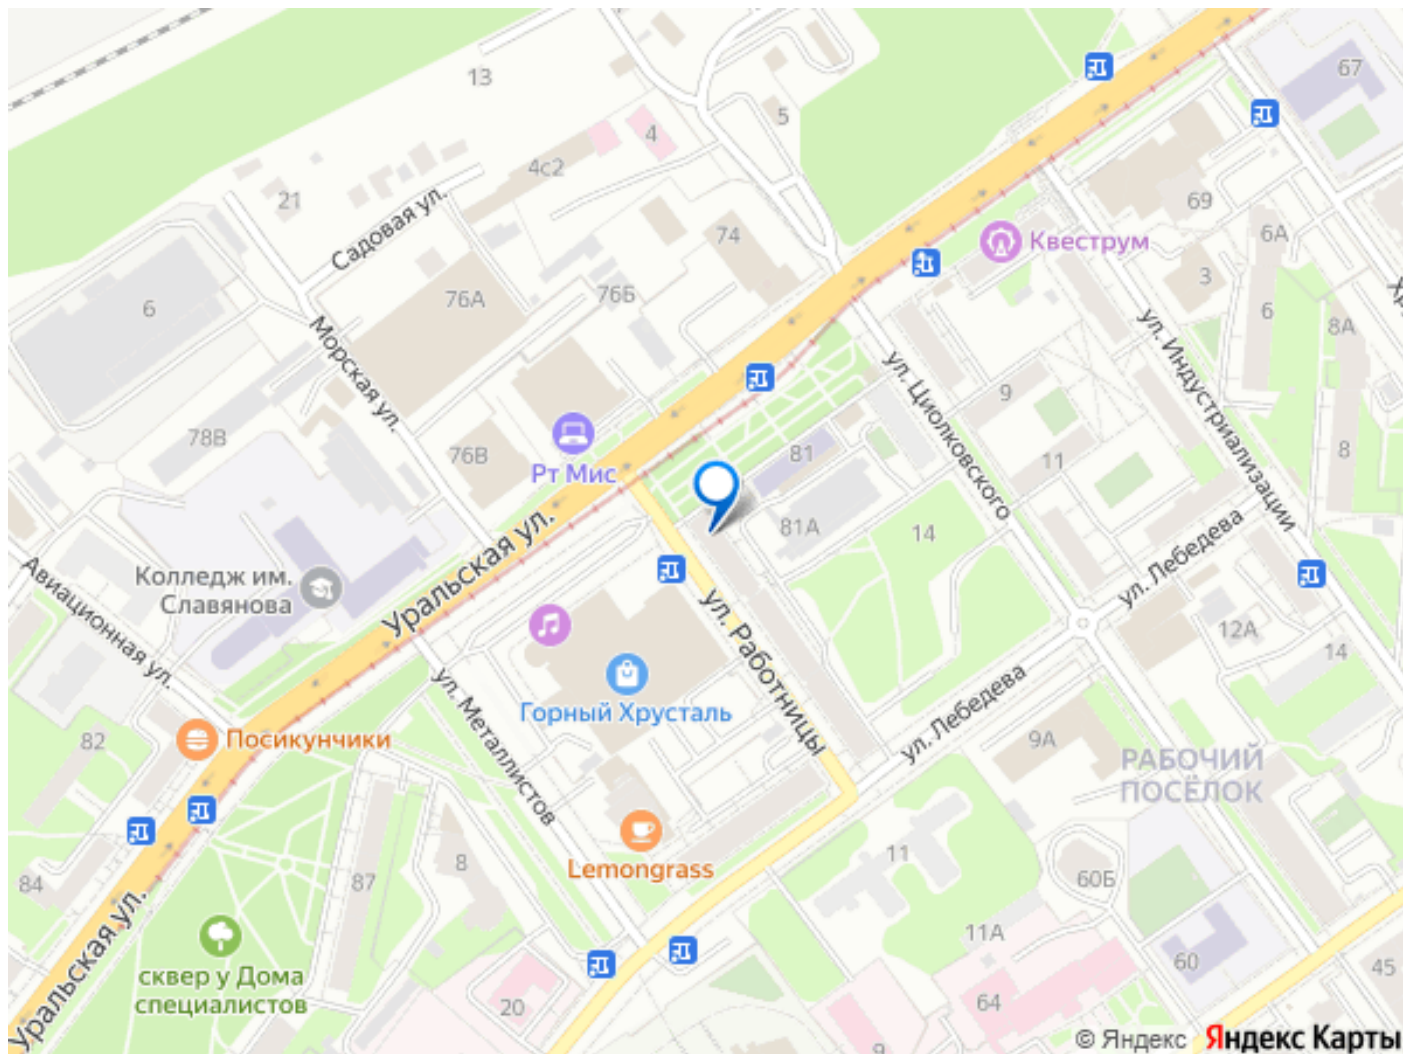 67
13
5
4
4с2
21
69
Садовая ул.
6А
74
Квеструм
3
76А
76Б
6
6
8А
Морская ул.
ул. Индустриализации
ул. Циолковского
9
78В
76В
Рт Мис
81
11
8
81А
14
Уральская ул.
ул. Лебедева
Колледж им.
Славянова
Авиационная ул.
ул. Работницы
12А
14
ул. Металлистов
Горный Хрусталь
ул. Лебедева
82
Посикунчики
9А
РАБОЧИЙ
ПОСЁЛОК
Lemongrass
8
84
87
11
60Б
Уральская ул.
11А
сквер у Дома
специалистов
60
45
20
64
9
© Яндекс Яндекс Карты